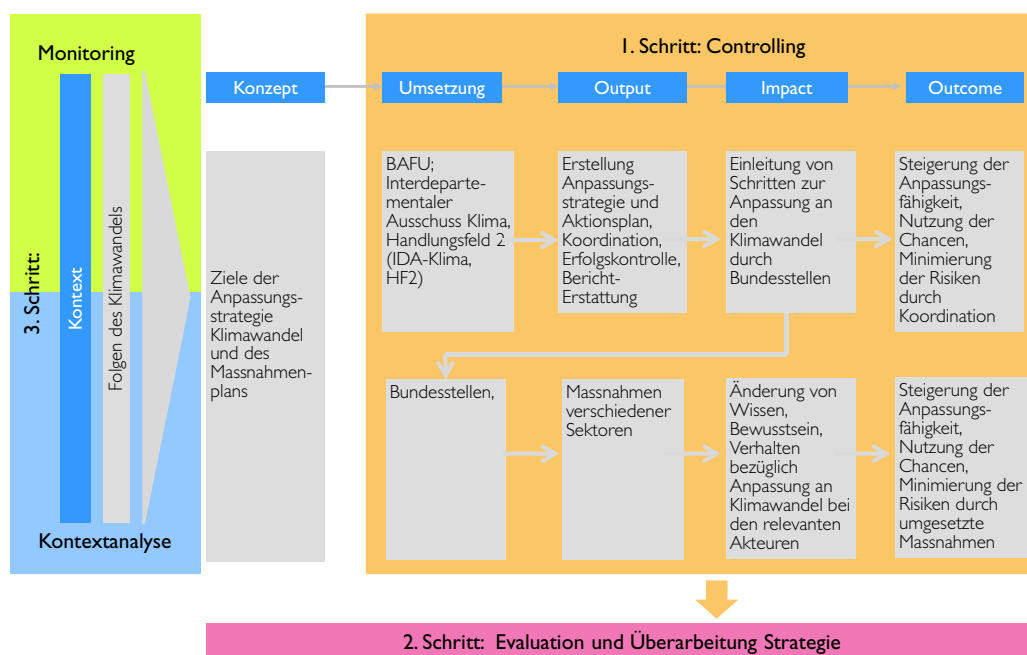 Monitoring
3. Schritt:
Kontext
Folgen des Klimawandels
Kontextanalyse
Konzept
Ziele der
Anpassungs-
strategie
Klimawandel
und des
Massnahmen-
plans
1. Schritt: Controlling
Umsetzung
Output
Impact
Outcome
BAFU;
Interdeparte-
mentaler
Ausschuss Klima,
Handlungsfeld 2
(IDA-Klima,
HF2)
Erstellung
Anpassungs-
strategie und
Aktionsplan,
Koordination,
Erfolgskontrolle,
Bericht-
Erstattung
Einleitung von
Schritten zur
Anpassung an
den
Klimawandel
durch
Bundesstellen
Steigerung der
Anpassungs-
fähigkeit,
Nutzung der
Chancen,
Minimierung
der Risiken
durch
Koordination
Bundesstellen,
Massnahmen
verschiedener
Sektoren
Änderung von
Wissen,
Bewusstsein,
Verhalten
bezüglich
Anpassung an
Klimawandel bei
den relevanten
Akteuren
Steigerung der
Anpassungs-
fähigkeit,
Nutzung der
Chancen,
Minimierung der
Risiken durch
umgesetzte
Massnahmen
2. Schritt: Evaluation und Überarbeitung Strategie